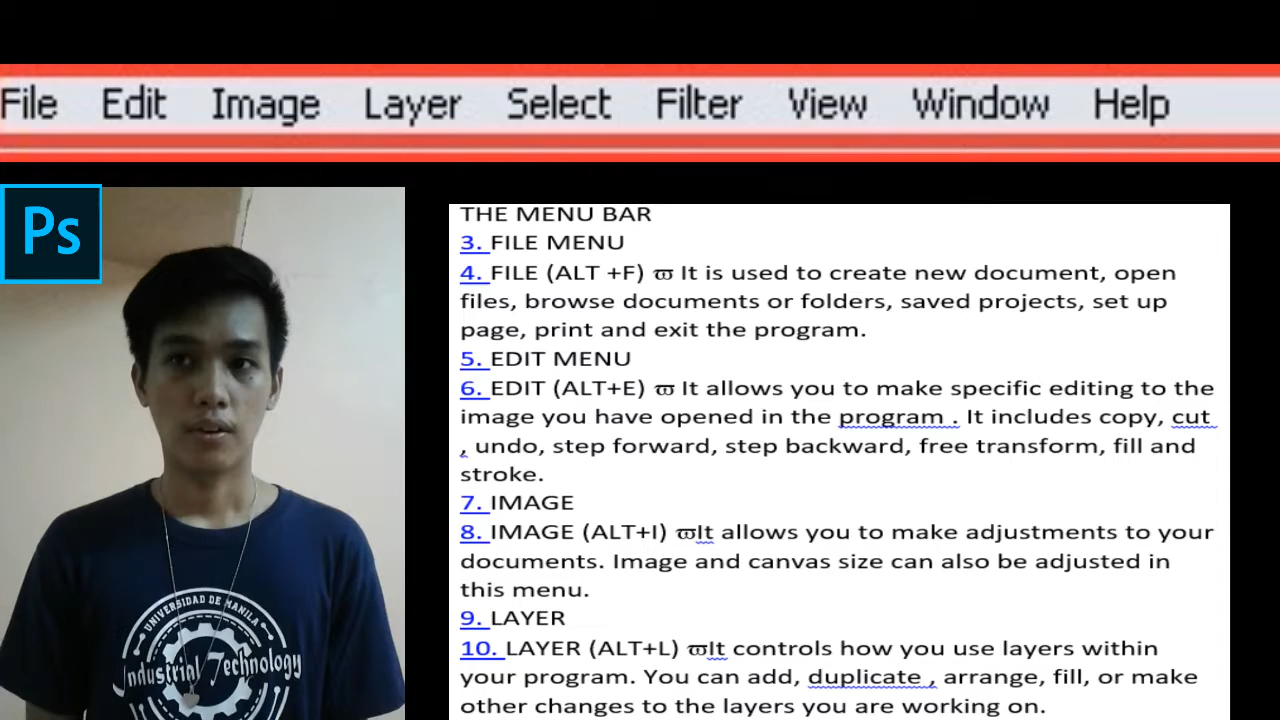 File Edit Image Layer Select Filter View Window Help
Ps
THE MENU BAR
3. FILE MENU
4. FILE (ALT +F) ϖ It is used to create new document, open
files, browse documents or folders, saved projects, set up
page, print and exit the program.
5. EDIT MENU
6. EDIT (ALT+E) ϖ It allows you to make specific editing to the
image you have opened in the program . It includes copy, cut
, undo, step forward, step backward, free transform, fill and
stroke.
7. IMAGE
8. IMAGE (ALT+I) ϖIt allows you to make adjustments to your
documents. Image and canvas size can also be adjusted in
this menu.
9. LAYER
10. LAYER (ALT+L) ϖIt controls how you use layers within
your program. You can add, duplicate , arrange, fill, or make
other changes to the layers you are working on.
UNIVERSIDAD DE MANILA
Industrial Technology